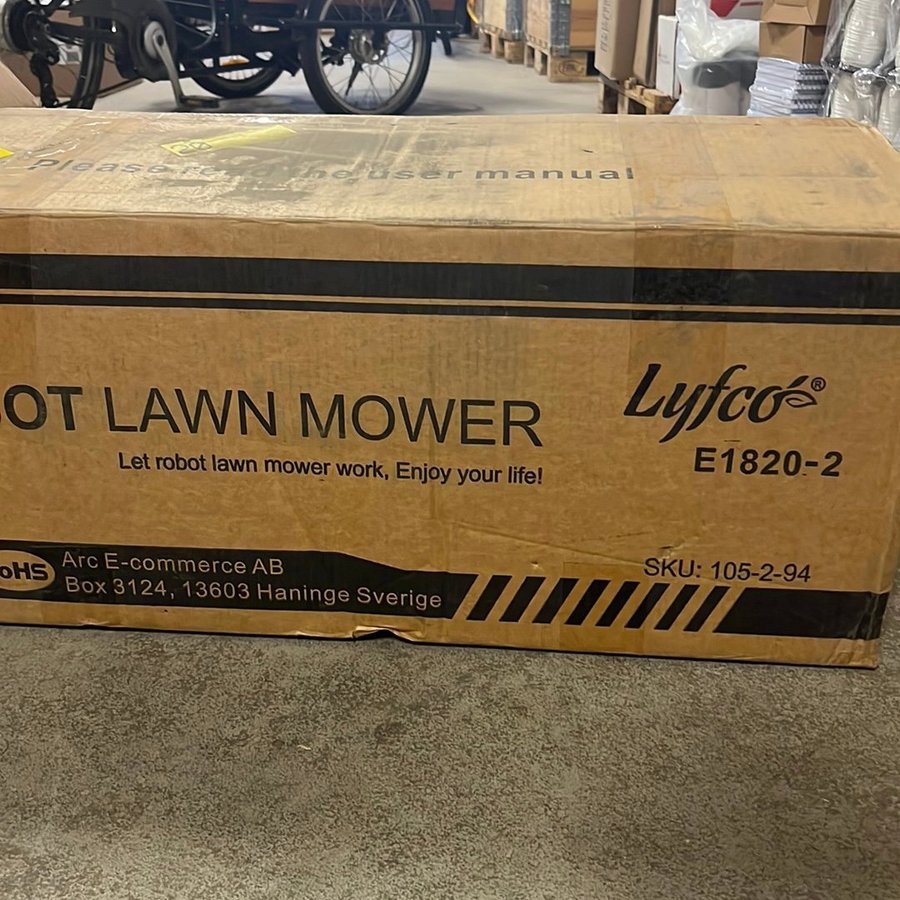 Please read the user manual
OT LAWN MOWER
Let robot lawn mower work, Enjoy your life!
Lyfco®
E1820-2
oHS
Arc E-commerce AB
Box 3124, 13603 Haninge Sverige
SKU: 105-2-94